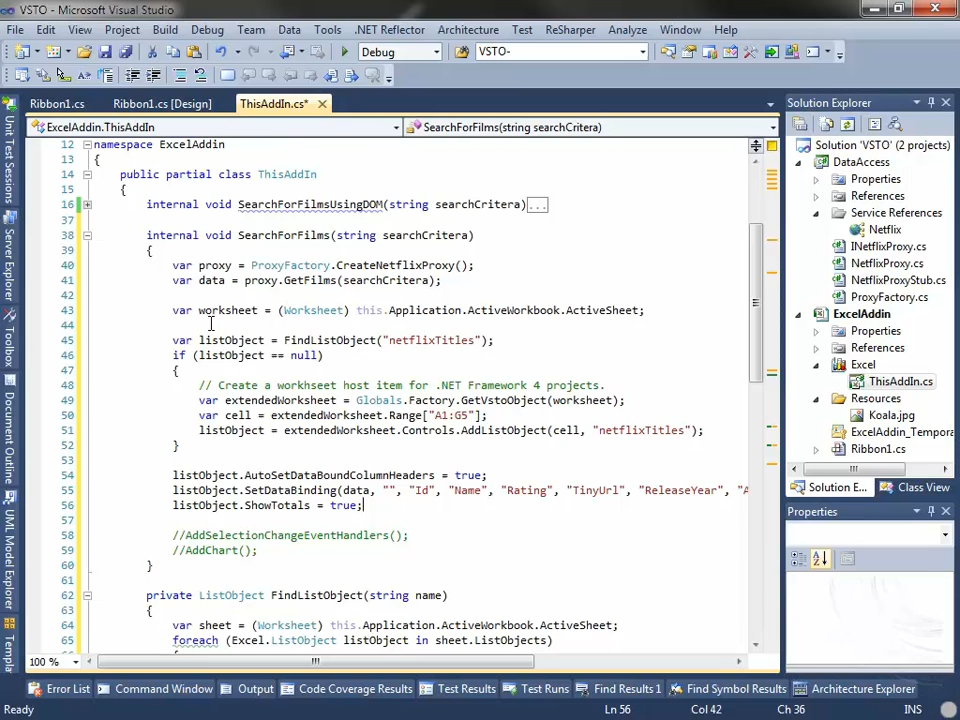 VSTO - Microsoft Visual Studio
File Edit View Project Build Debug Team Data Tools .NET Reflector Architecture Test ReSharper Analyze Window Help
Debug VSTO-
Ribbon1.cs Ribbon1.cs [Design] ThisAddIn.cs*
ExcelAddin.ThisAddIn SearchForFilms(string searchCritera)
12 namespace ExcelAddin
13 {
14 public partial class ThisAddIn
15 {
16 internal void SearchForFilmsUsingDOM(string searchCritera)...
37
38 internal void SearchForFilms(string searchCritera)
39 {
40 var proxy = ProxyFactory.CreateNetflixProxy();
41 var data = proxy.GetFilms(searchCritera);
42
43 var worksheet = (Worksheet) this.Application.ActiveWorkbook.ActiveSheet;
44
45 var listObject = FindListObject("netflixTitles");
46 if (listObject == null)
47 {
48 // Create a workhseet host item for .NET Framework 4 projects.
49 var extendedWorksheet = Globals.Factory.GetVstoObject(worksheet);
50 var cell = extendedWorksheet.Range["A1:G5"];
51 listObject = extendedWorksheet.Controls.AddListObject(cell, "netflixTitles");
52 }
53
54 listObject.AutoSetDataBoundColumnHeaders = true;
55 listObject.SetDataBinding(data, "", "Id", "Name", "Rating", "TinyUrl", "ReleaseYear", "A
56 listObject.ShowTotals = true;
57
58 //AddSelectionChangeEventHandlers();
59 //AddChart();
60 }
61
62 private ListObject FindListObject(string name)
63 {
64 var sheet = (Worksheet) this.Application.ActiveWorkbook.ActiveSheet;
65 foreach (Excel.ListObject listObject in sheet.ListObjects)
100 %
Unit Test Sessions
Server Explorer
Toolbox
Document Outline
UML Model Explorer
Solution Explorer
Solution 'VSTO' (2 projects)
DataAccess
Properties
References
Service References
Netflix
INetflixProxy.cs
NetflixProxy.cs
NetflixProxyStub.cs
ProxyFactory.cs
ExcelAddin
Properties
References
Excel
ThisAddIn.cs
Resources
Koala.jpg
ExcelAddin_Tempora
Ribbon1.cs
Solution E... Class View
Properties
Error List Command Window Output Code Coverage Results Test Results Test Runs Find Results 1 Find Symbol Results Architecture Explorer
Ready Ln 56 Col 42 Ch 36 INS